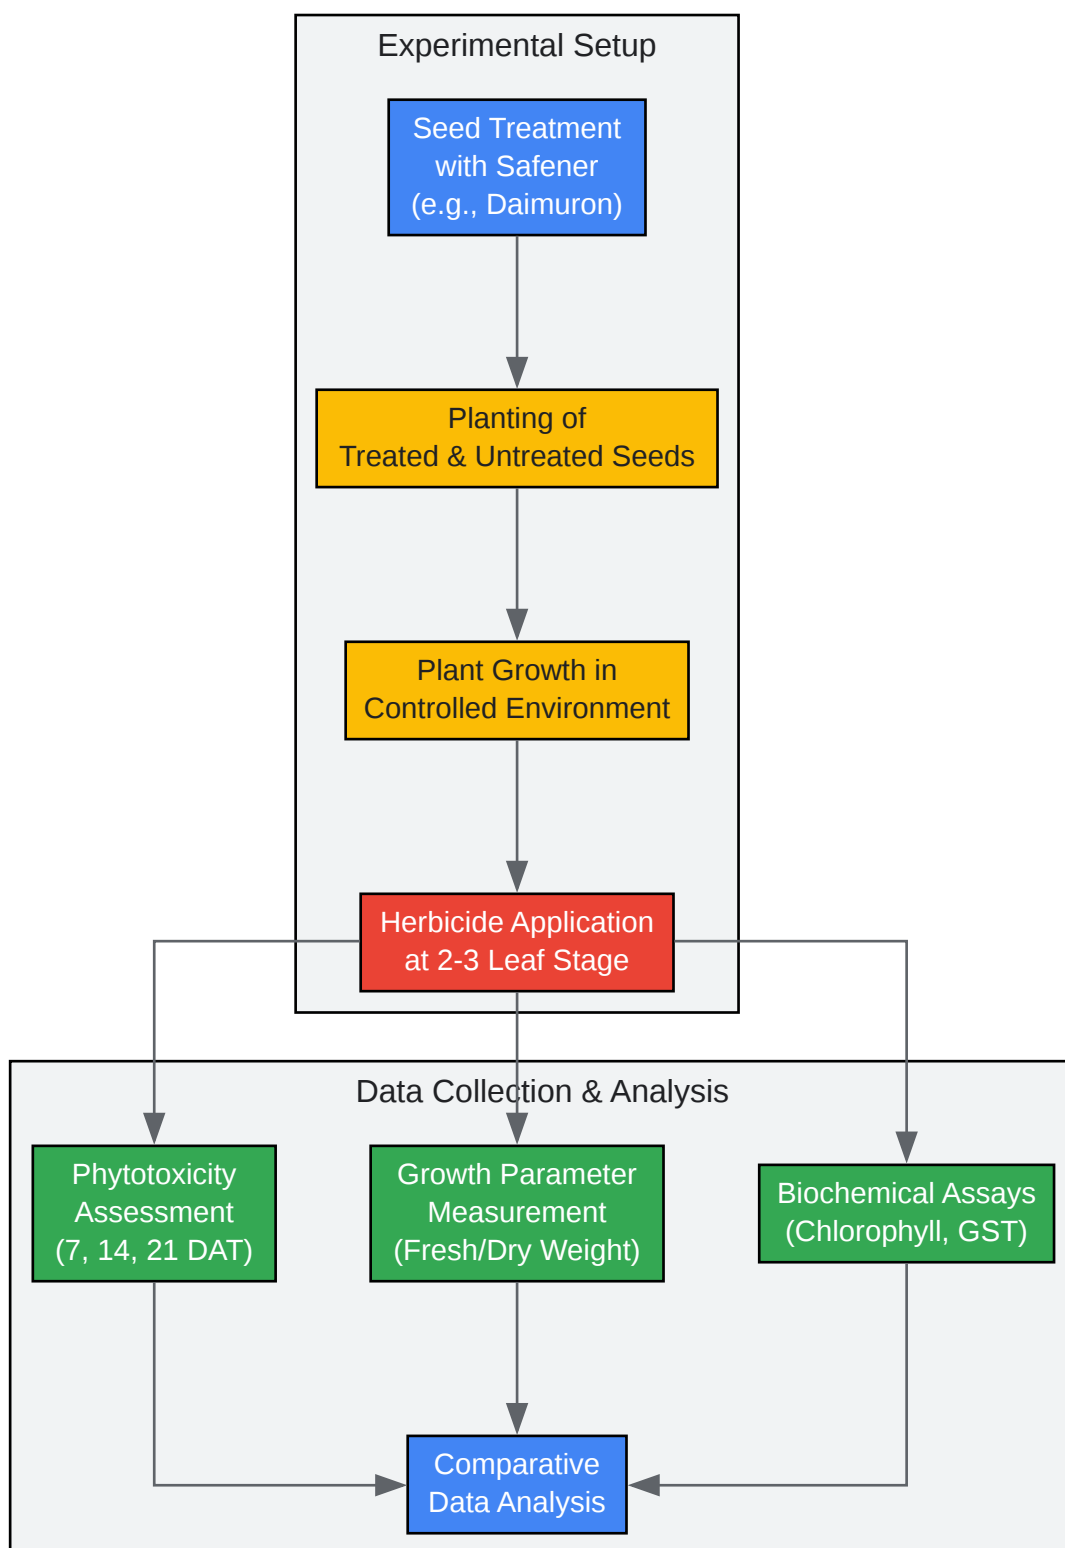 Experimental Setup
Seed Treatment
with Safener
(e.g., Daimuron)
Planting of
Treated & Untreated Seeds
Plant Growth in
Controlled Environment
Herbicide Application
at 2-3 Leaf Stage
Data Collection & Analysis
Phytotoxicity
Assessment
(7, 14, 21 DAT)
Growth Parameter
Measurement
(Fresh/Dry Weight)
Biochemical Assays
(Chlorophyll, GST)
Comparative
Data Analysis